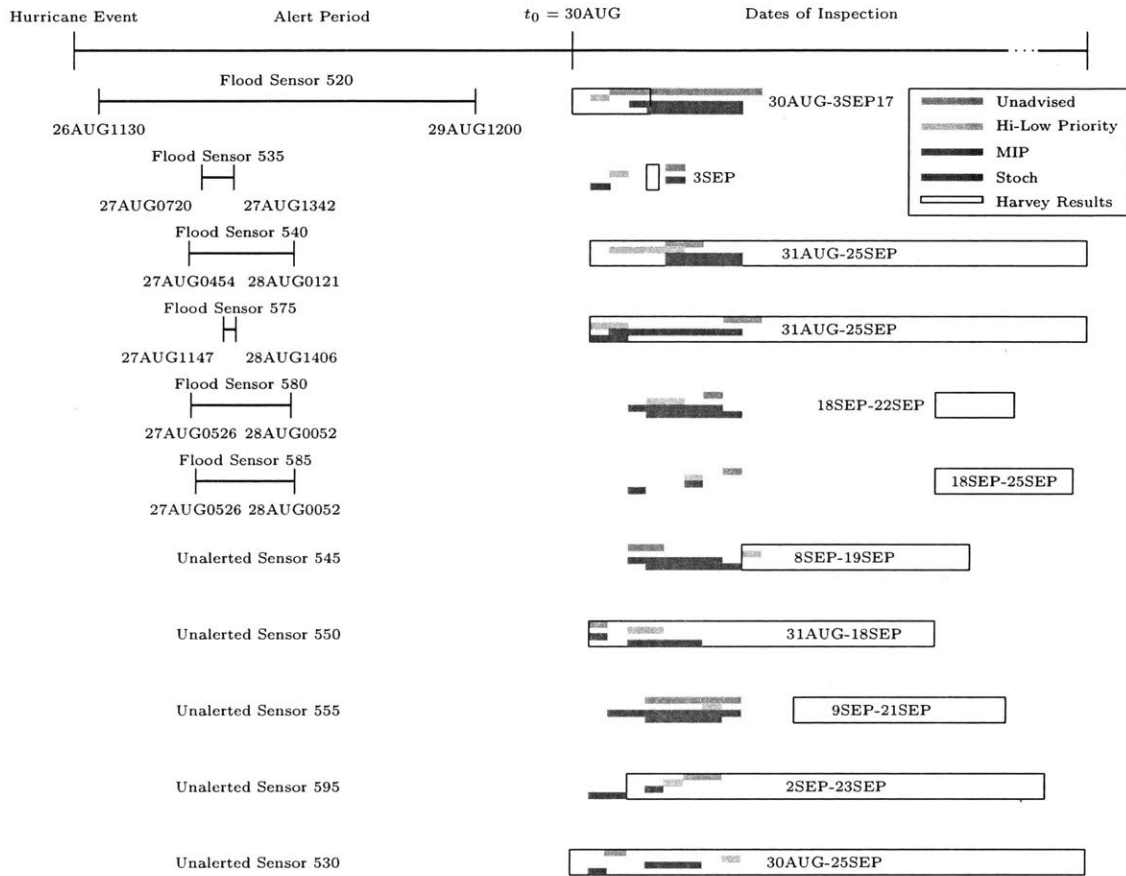 Hurricane Event Alert Period t0 = 30AUG Dates of Inspection
....
Flood Sensor 520
26AUG1130 29AUG1200
30AUG-3SEP17
Unadvised
Hi-Low Priority
MIP
Stoch
Harvey Results
Flood Sensor 535
27AUG0720 27AUG1342
3SEP
Flood Sensor 540
27AUG0454 28AUG0121
31AUG-25SEP
Flood Sensor 575
27AUG1147 28AUG1406
31AUG-25SEP
Flood Sensor 580
27AUG0526 28AUG0052
18SEP-22SEP
Flood Sensor 585
27AUG0526 28AUG0052
18SEP-25SEP
Unalerted Sensor 545 8SEP-19SEP
Unalerted Sensor 550 31AUG-18SEP
Unalerted Sensor 555 9SEP-21SEP
Unalerted Sensor 595 2SEP-23SEP
Unalerted Sensor 530 30AUG-25SEP